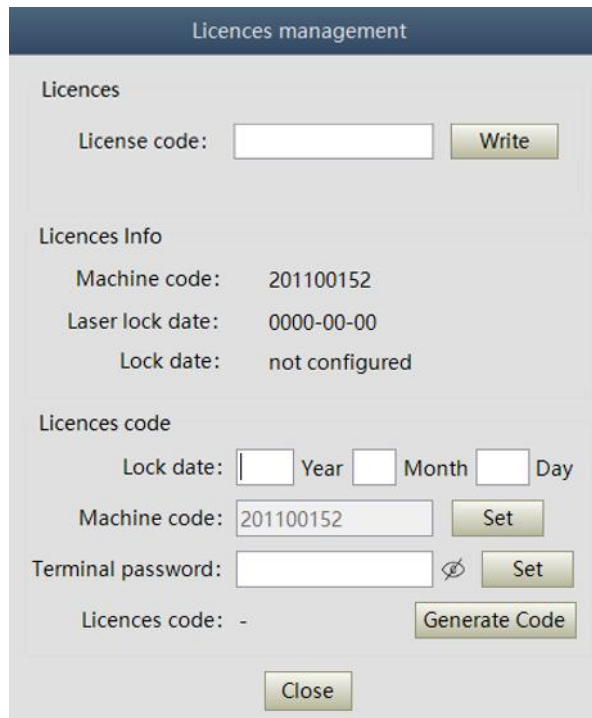 Licences management
Licences
License code:
Write
Licences Info
Machine code: 201100152
Laser lock date: 0000-00-00
Lock date: not configured
Licences code
Lock date: Year Month Day
Machine code: 201100152 Set
Terminal password: Set
Licences code: - Generate Code
Close